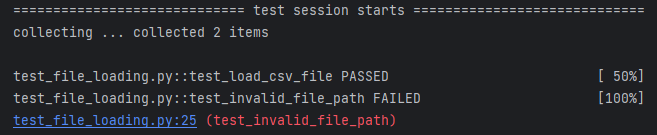 ============================= test session starts =============================
collecting ... collected 2 items
test_file_loading.py::test_load_csv_file PASSED [ 50%]
test_file_loading.py::test_invalid_file_path FAILED [100%]
test_file_loading.py:25 (test_invalid_file_path)